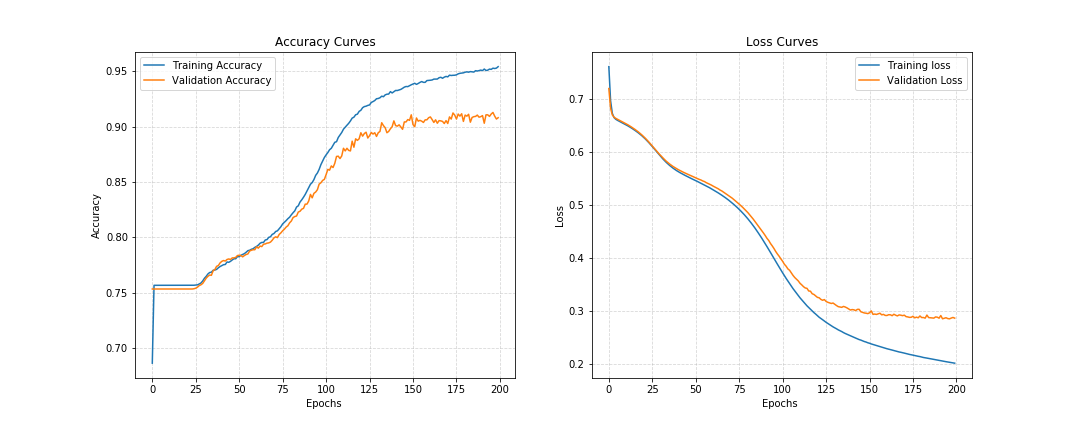 Accuracy Curves
Training Accuracy
Validation Accuracy
Accuracy
0.95
0.90
0.85
0.80
0.75
0.70
0 25 50 75 100 125 150 175 200
Epochs
Loss Curves
Training loss
Validation Loss
Loss
0.7
0.6
0.5
0.4
0.3
0.2
0 25 50 75 100 125 150 175 200
Epochs